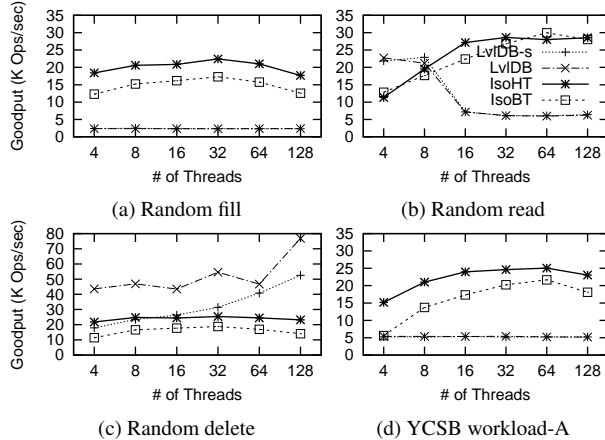 Goodput (K Ops/sec)
35
30
25
20
15
10
5
0
4 8 16 32 64 128
# of Threads
(a) Random fill
35
30
25
20
15
10
5
0
LvlDB-s
LvlDB
IsoHT
IsoBT
4 8 16 32 64 128
# of Threads
(b) Random read
Goodput (K Ops/sec)
80
70
60
50
40
30
20
10
0
4 8 16 32 64 128
# of Threads
(c) Random delete
35
30
25
20
15
10
5
0
4 8 16 32 64 128
# of Threads
(d) YCSB workload-A